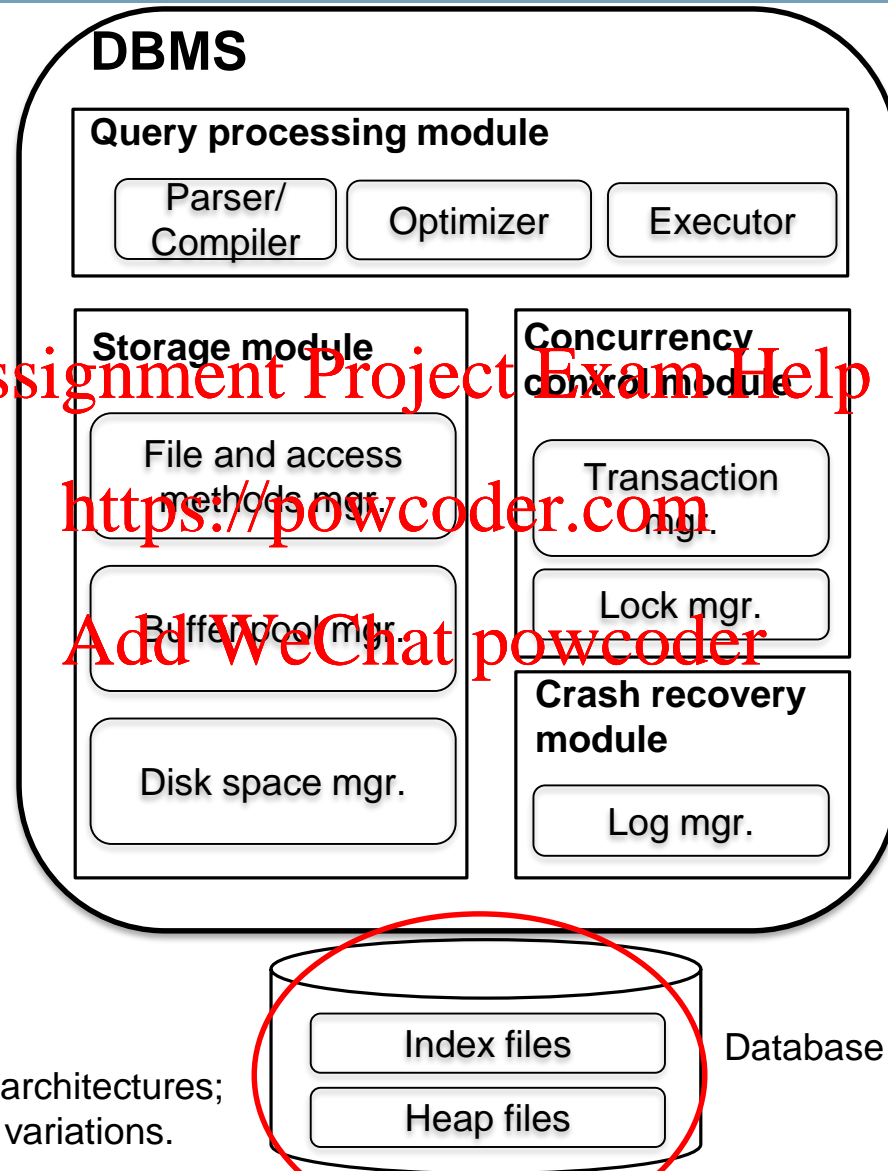 DBMS
Query processing module
Parser/
Compiler
Optimizer
Executor
Storage module
File and access
methods mgr.
Buffer pool mgr.
Disk space mgr.
Concurrency
control module
Transaction
mgr.
Lock mgr.
Crash recovery
module
Log mgr.
ssignment Project Exam Help
https://powcoder.com
Add WeChat powcoder
Index files
Heap files
Database
architectures;
variations.